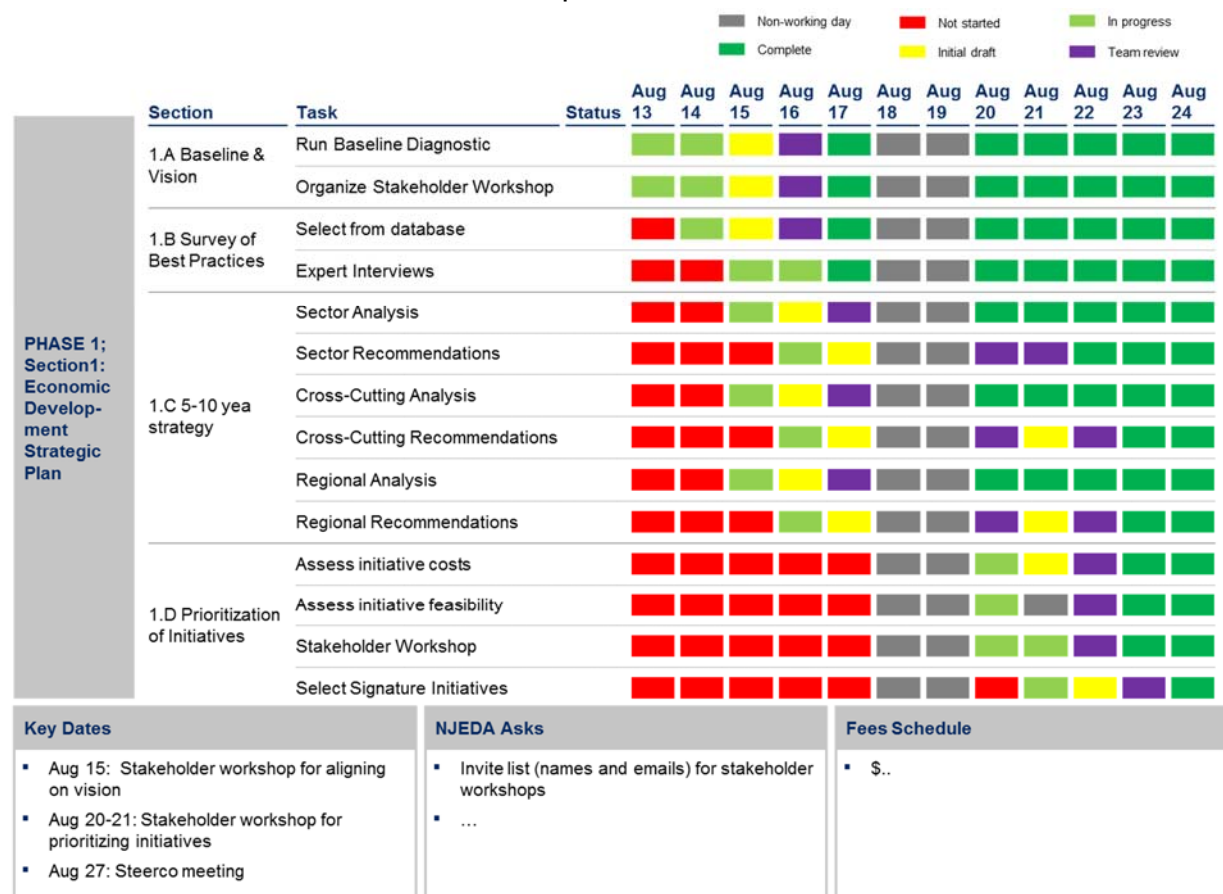 Non-working day
Not started
In progress
Complete
Initial draft
Team review
Section
Task
Status
Aug 13
Aug 14
Aug 15
Aug 16
Aug 17
Aug 18
Aug 19
Aug 20
Aug 21
Aug 22
Aug 23
Aug 24
PHASE 1;
Section1:
Economic
Develop-
ment
Strategic
Plan
1.A Baseline &
Vision
Run Baseline Diagnostic
Organize Stakeholder Workshop
1.B Survey of
Best Practices
Select from database
Expert Interviews
1.C 5-10 yea
strategy
Sector Analysis
Sector Recommendations
Cross-Cutting Analysis
Cross-Cutting Recommendations
Regional Analysis
Regional Recommendations
1.D Prioritization
of Initiatives
Assess initiative costs
Assess initiative feasibility
Stakeholder Workshop
Select Signature Initiatives
Key Dates
▪ Aug 15: Stakeholder workshop for aligning
on vision
▪ Aug 20-21: Stakeholder workshop for
prioritizing initiatives
▪ Aug 27: Steerco meeting
NJEDA Asks
▪ Invite list (names and emails) for stakeholder
workshops
▪ …
Fees Schedule
▪ $..